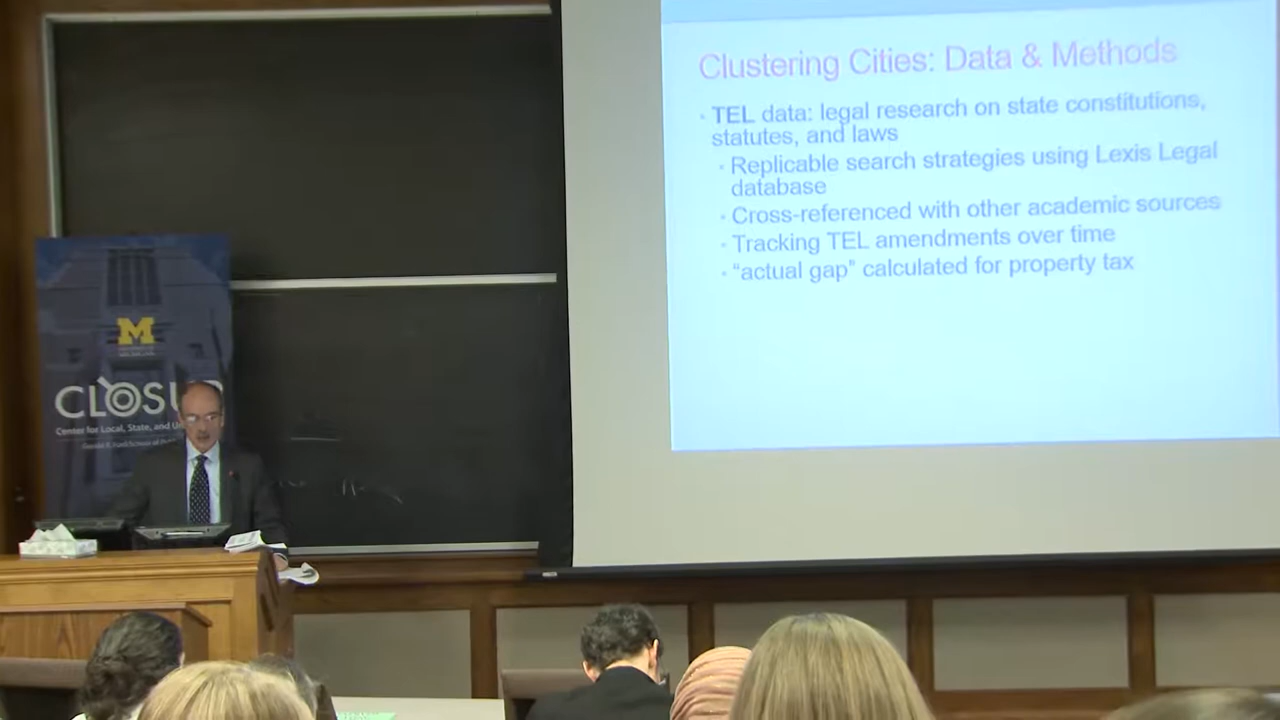 Clustering Cities: Data & Methods
TEL data: legal research on state constitutions,
statutes, and laws
Replicable search strategies using Lexis Legal
database
Cross-referenced with other academic sources
Tracking TEL amendments over time
"actual gap" calculated for property tax
M
CLOSU
Center for Local, State, and U